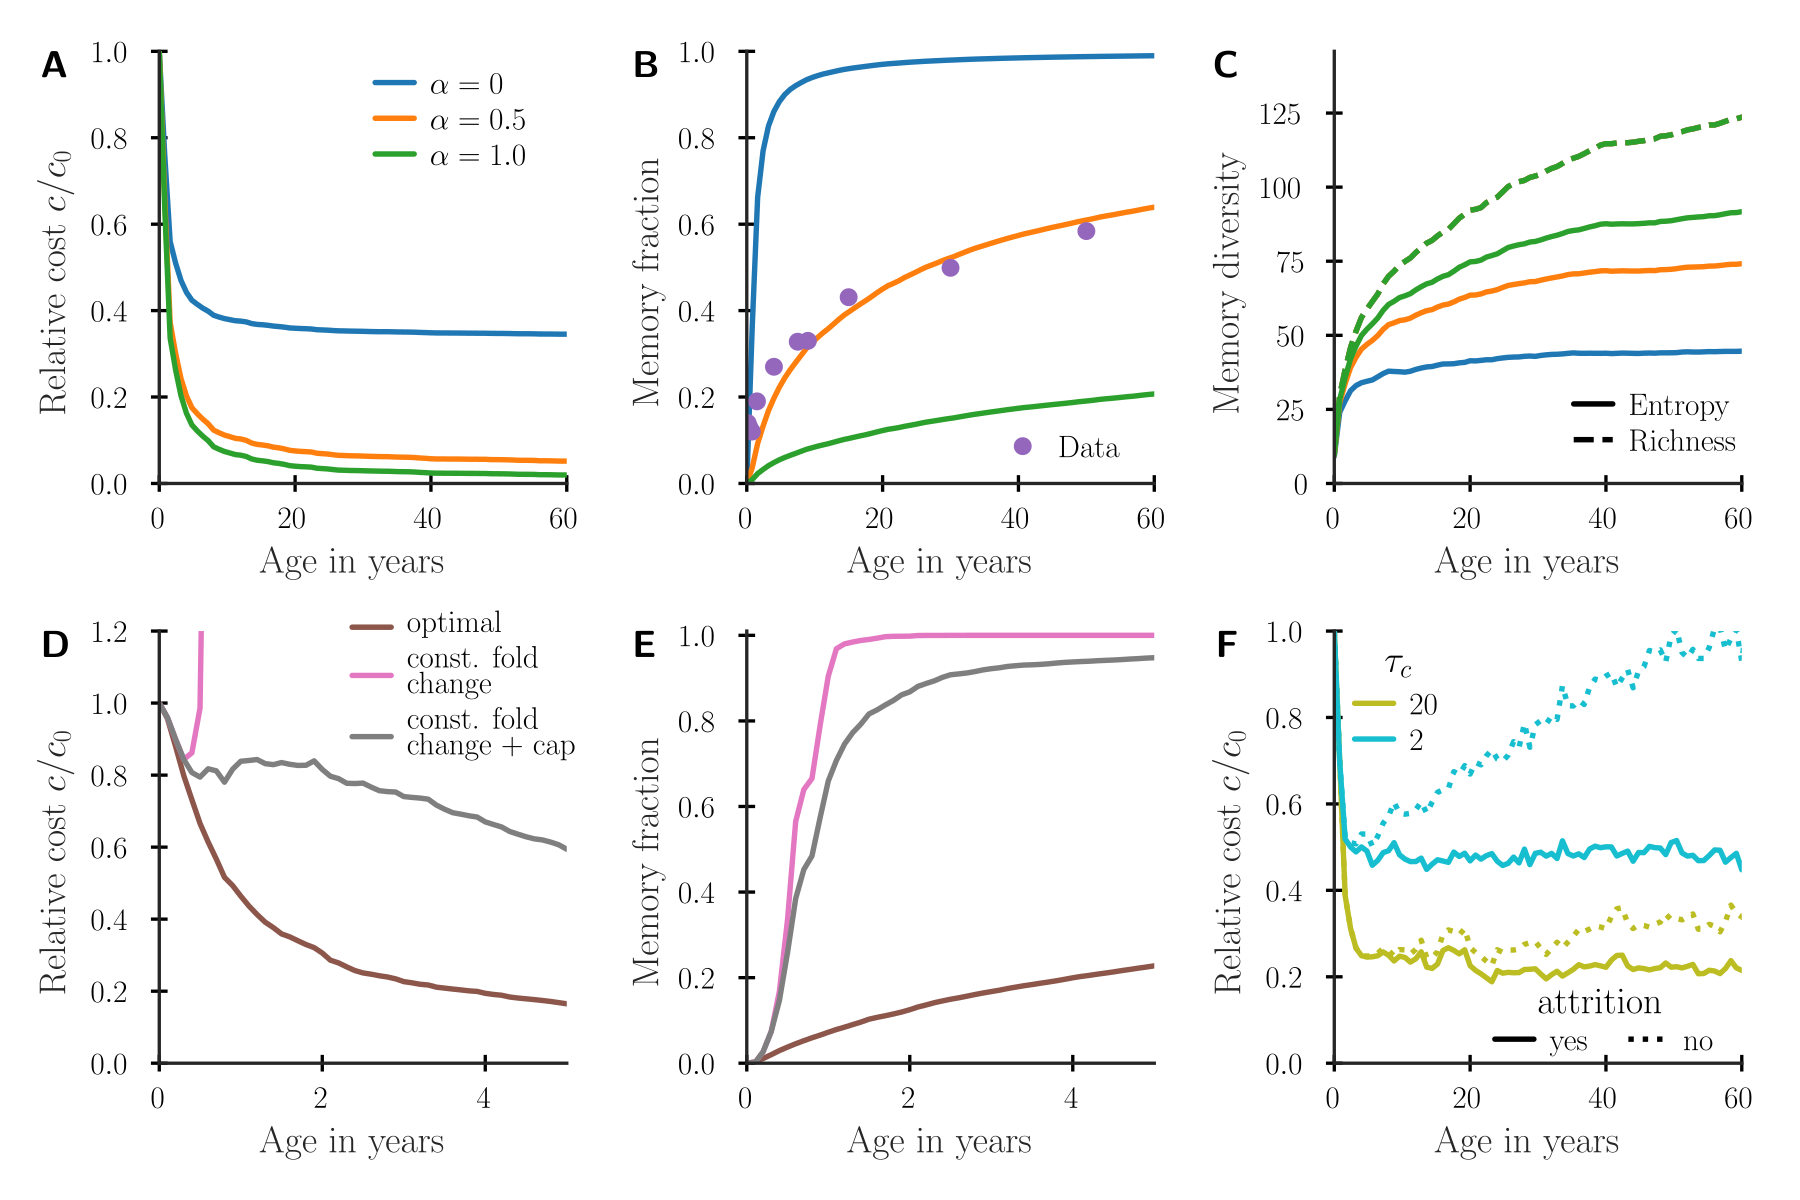 A
1.0
0.8
0.6
0.4
0.2
0.0
Relative cost c/c₀
α = 0
α = 0.5
α = 1.0
0 20 40 60
Age in years
B
1.0
0.8
0.6
0.4
0.2
0.0
Memory fraction
Data
0 20 40 60
Age in years
C
125
100
75
50
25
0
Memory diversity
Entropy
Richness
0 20 40 60
Age in years
D
1.2
1.0
0.8
0.6
0.4
0.2
0.0
Relative cost c/c₀
optimal
const. fold
change
const. fold
change + cap
0 2 4
Age in years
E
1.0
0.8
0.6
0.4
0.2
0.0
Memory fraction
0 2 4
Age in years
F
1.0
0.8
0.6
0.4
0.2
0.0
Relative cost c/c₀
τ_c
20
2
attrition
yes no
0 20 40 60
Age in years